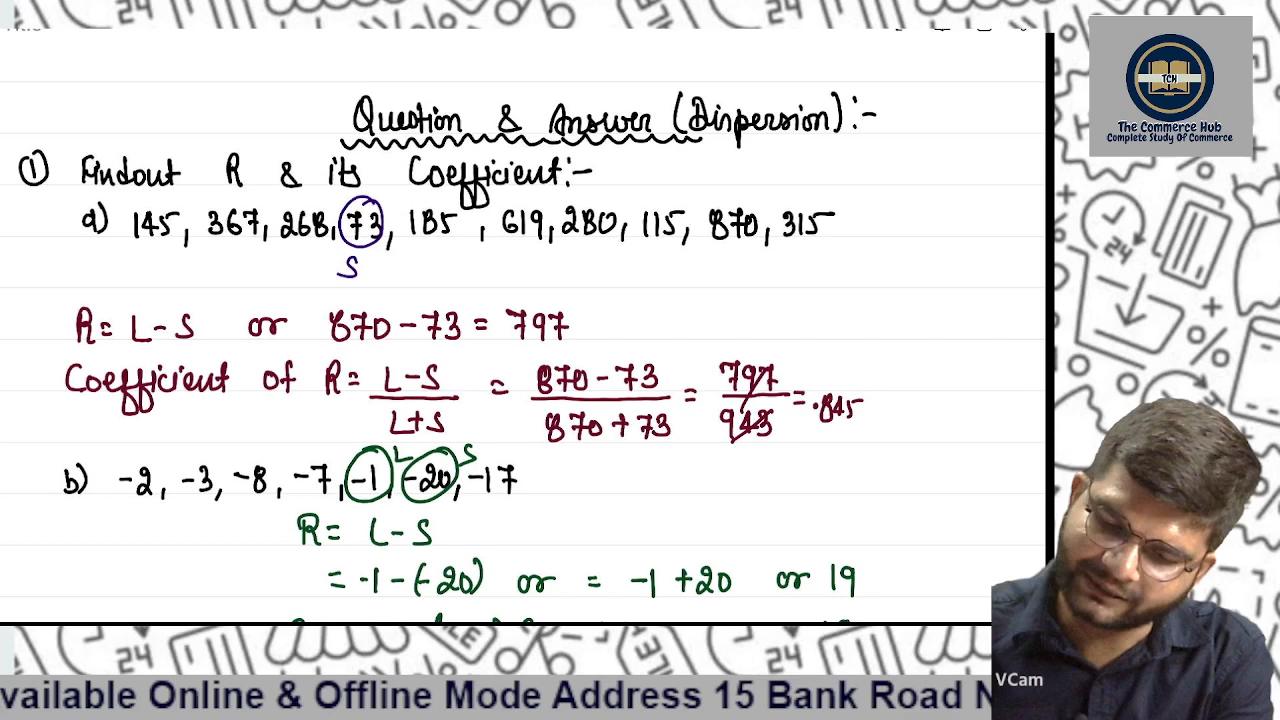 Question & Answer (Dispersion):-
① Findout R & its Coefficient:-
a) 145, 367, 268, 73, 185, 619, 280, 115, 870, 315
S
R= L-S or 870-73 = 797
Coefficient of R= L-S/L+S = 870-73/870+73 = 797/943 = .845
b) -2, -3, -8, -7, -1, -20, -17
L S
R= L-S
= -1-(-20) or = -1+20 or 19
TCH
The Commerce Hub
Complete Study Of Commerce
VCam
vailable Online & Offline Mode Address 15 Bank Road N